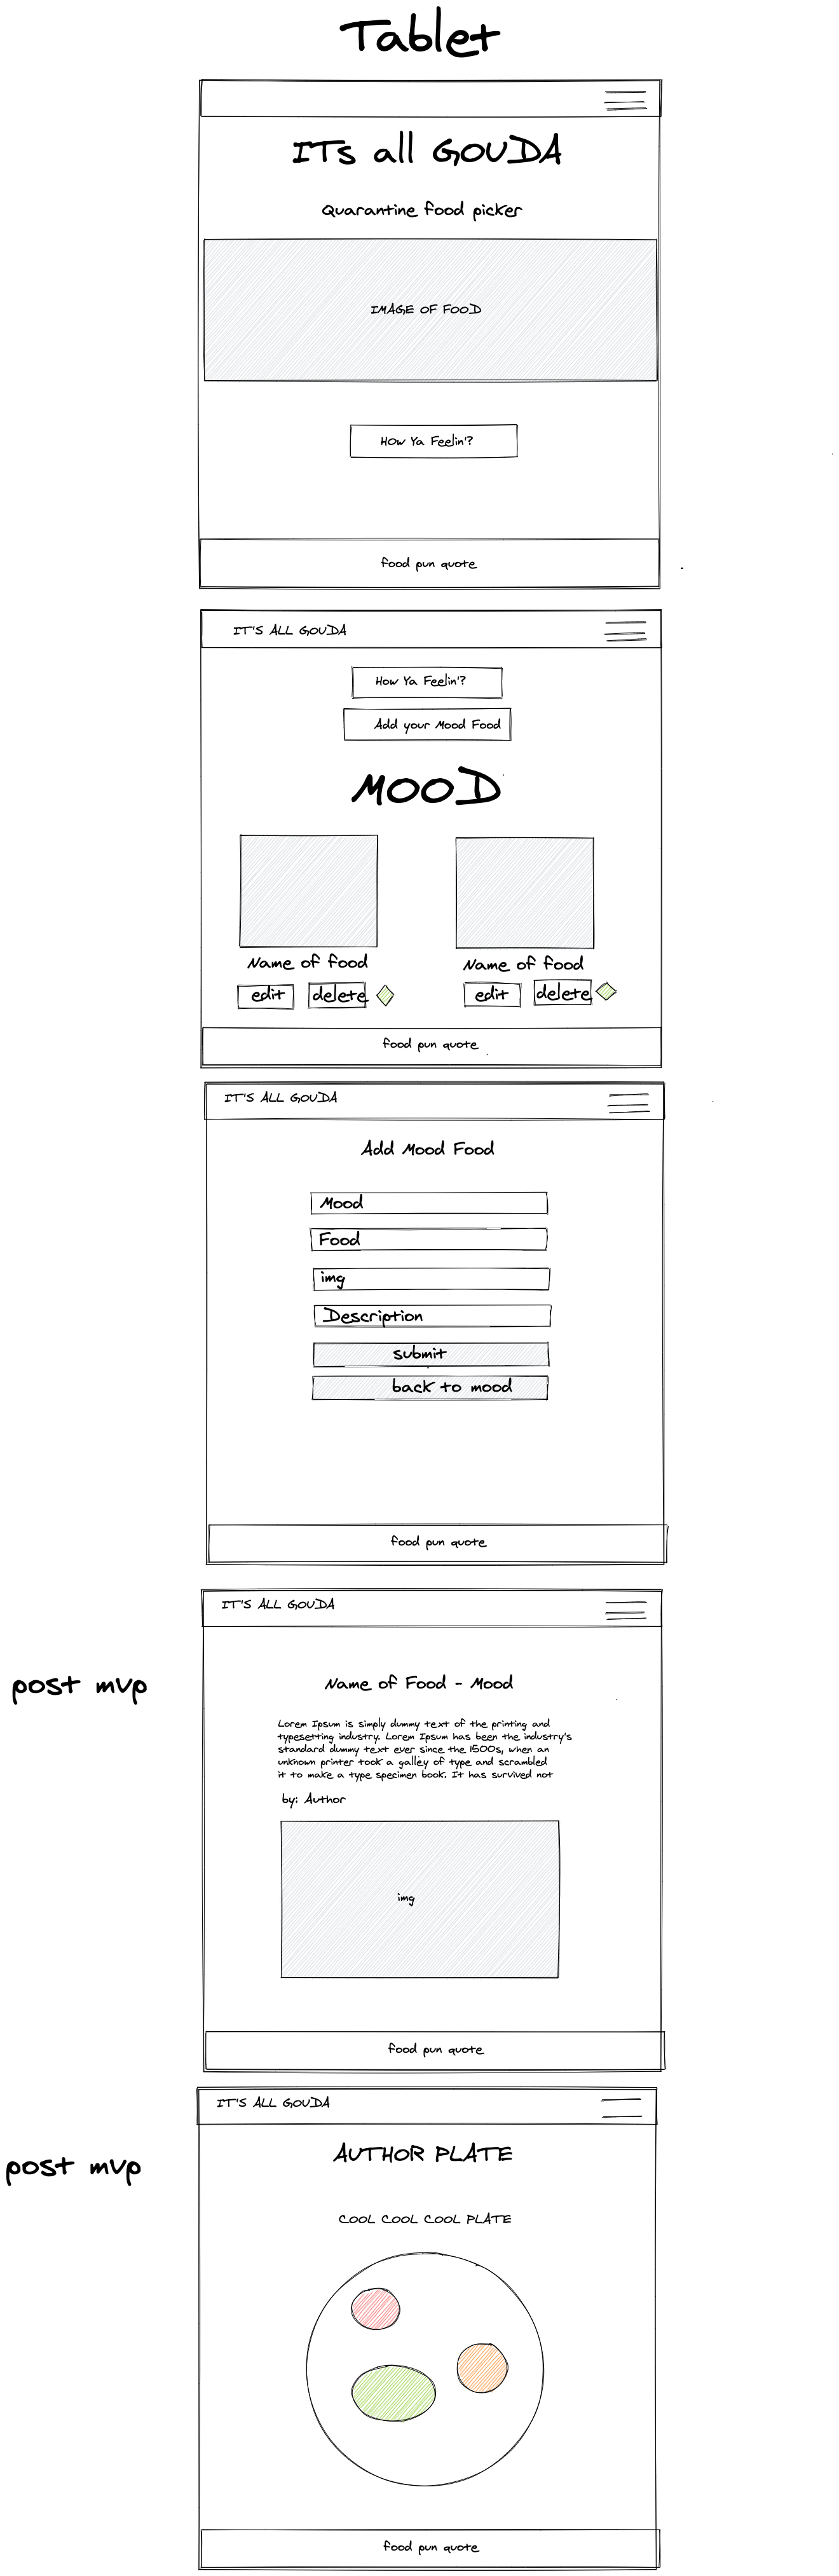 Tablet
ITs all GOUDA
Quarantine food picker
IMAGE OF FOOD
How Ya Feelin'?
food pun quote
IT'S ALL GOUDA
How Ya Feelin'?
Add your Mood Food
MOOD
Name of food
Name of food
edit delete
edit delete
food pun quote
IT'S ALL GOUDA
Add Mood Food
Mood
Food
img
Description
submit
back to mood
food pun quote
IT'S ALL GOUDA
post mvp
Name of Food - Mood
Lorem Ipsum is simply dummy text of the printing and
typesetting industry. Lorem Ipsum has been the industry's
standard dummy text ever since the 1500s, when an
unknown printer took a galley of type and scrambled
it to make a type specimen book. It has survived not
by: Author
img
food pun quote
IT'S ALL GOUDA
post mvp
AUTHOR PLATE
COOL COOL COOL PLATE
food pun quote